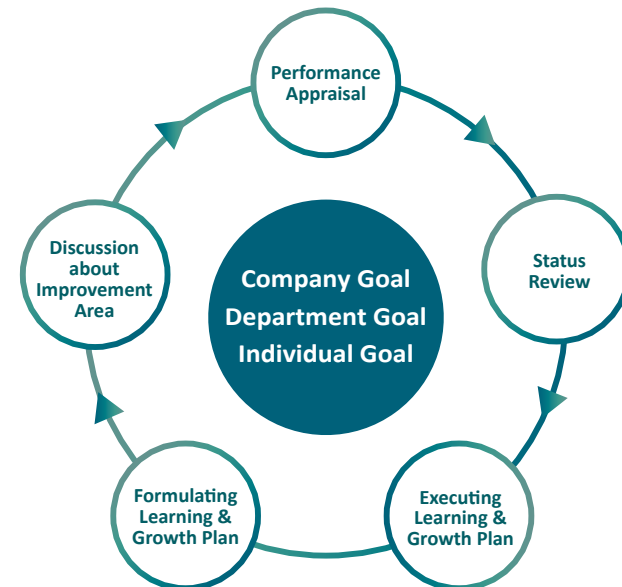 Performance
Appraisal
Status
Review
Executing
Learning &
Growth Plan
Formulating
Learning &
Growth Plan
Discussion
about
Improvement
Area
Company Goal
Department Goal
Individual Goal